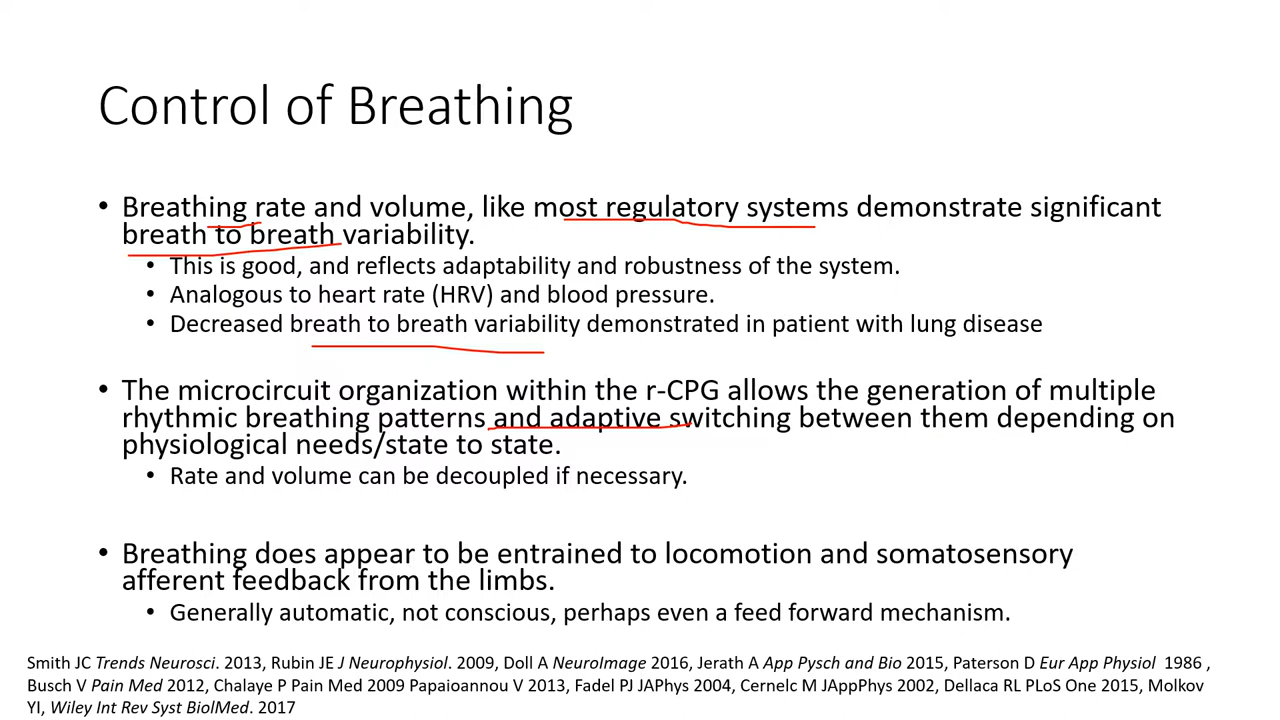 Control of Breathing
• Breathing rate and volume, like most regulatory systems demonstrate significant
breath to breath variability.
• This is good, and reflects adaptability and robustness of the system.
• Analogous to heart rate (HRV) and blood pressure.
• Decreased breath to breath variability demonstrated in patient with lung disease
• The microcircuit organization within the r-CPG allows the generation of multiple
rhythmic breathing patterns and adaptive switching between them depending on
physiological needs/state to state.
• Rate and volume can be decoupled if necessary.
• Breathing does appear to be entrained to locomotion and somatosensory
afferent feedback from the limbs.
• Generally automatic, not conscious, perhaps even a feed forward mechanism.
Smith JC Trends Neurosci. 2013, Rubin JE J Neurophysiol. 2009, Doll A NeuroImage 2016, Jerath A App Pysch and Bio 2015, Paterson D Eur App Physiol 1986 ,
Busch V Pain Med 2012, Chalaye P Pain Med 2009 Papaioannou V 2013, Fadel PJ JAPhys 2004, Cernelc M JAppPhys 2002, Dellaca RL PLoS One 2015, Molkov
YI, Wiley Int Rev Syst BiolMed. 2017